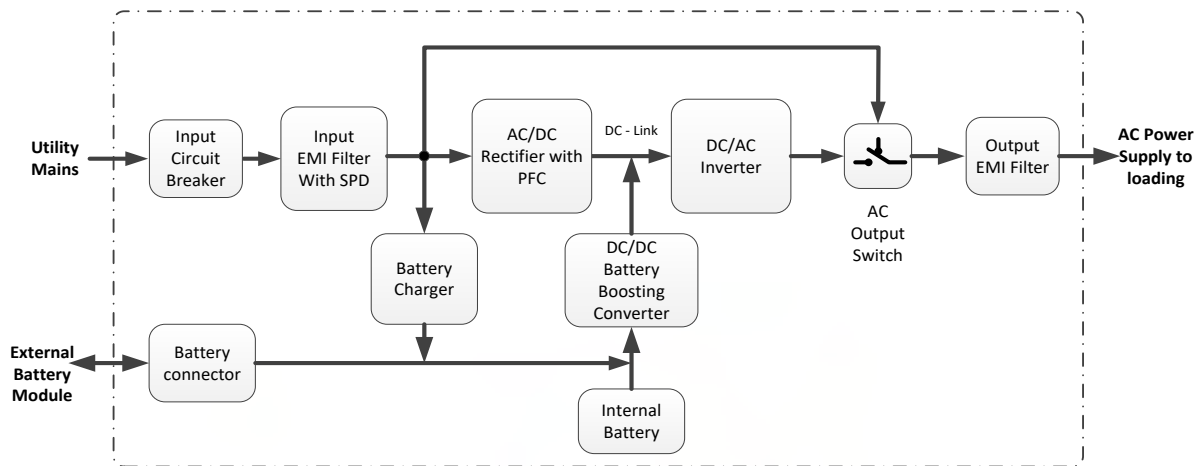 Utility
Mains
Input
Circuit
Breaker
Input
EMI Filter
With SPD
AC/DC
Rectifier with
PFC
DC - Link
DC/AC
Inverter
AC
Output
Switch
Output
EMI Filter
AC Power
Supply to
loading
Battery
Charger
DC/DC
Battery
Boosting
Converter
External
Battery
Module
Battery
connector
Internal
Battery